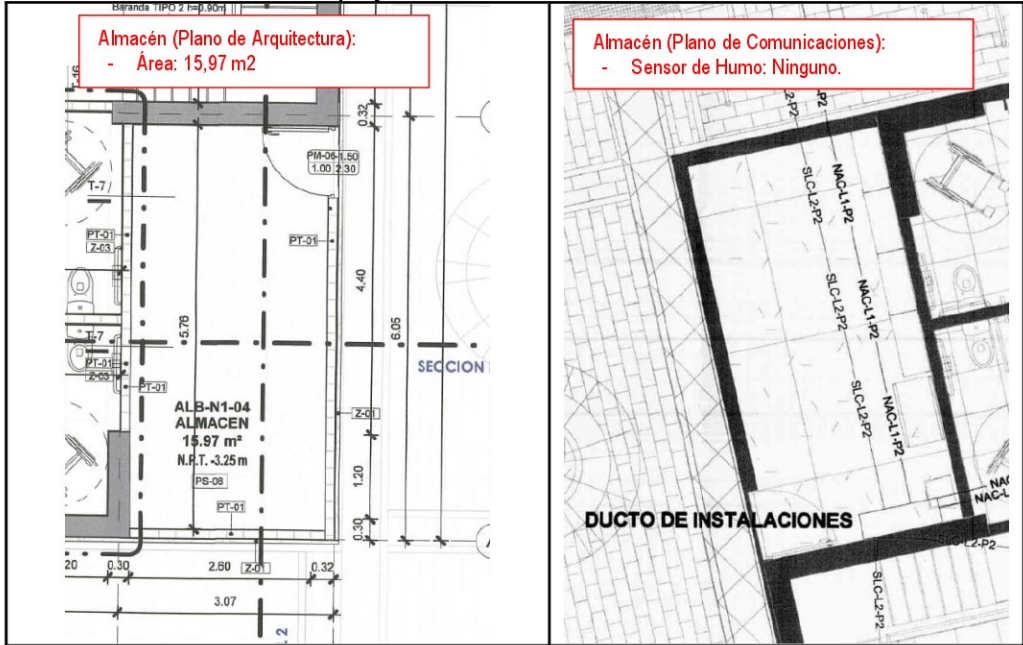 Baranda TIPO 2 h=0.90m
Almacén (Plano de Arquitectura):
- Área: 15,97 m2
T-16
0.32
PM-06 1.50
1.00 2.30
T-7
PT-01
Z-03
PT-01
4.40
5.76
6.05
T-7
SECCION
PT-01
Z-03
PT-01
ALB-N1-04
ALMACEN
15.97 m²
N.P.T. -3.25 m
Z-01
PS-08
1.20
PT-01
0.30
20
0.30
2.60
Z-01
0.32
3.07
Almacén (Plano de Comunicaciones):
- Sensor de Humo: Ninguno.
SLC-L2-P2
NAC-L1-P2
SLC-L2-P2
NAC-L1-P2
SLC-L2-P2
NAC-L1-P2
SLC-L2-P2
NAC-L1-P2
DUCTO DE INSTALACIONES
SLC-L2-P2
SLC-L2-P2